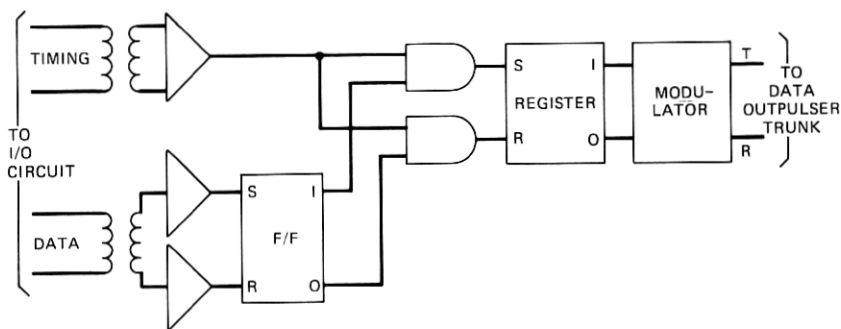 TIMING
TO
I/O
CIRCUIT
DATA
S
I
F/F
R
O
S
I
REGISTER
R
O
MODU-
LATOR
T
R
TO
DATA
OUTPULSER
TRUNK